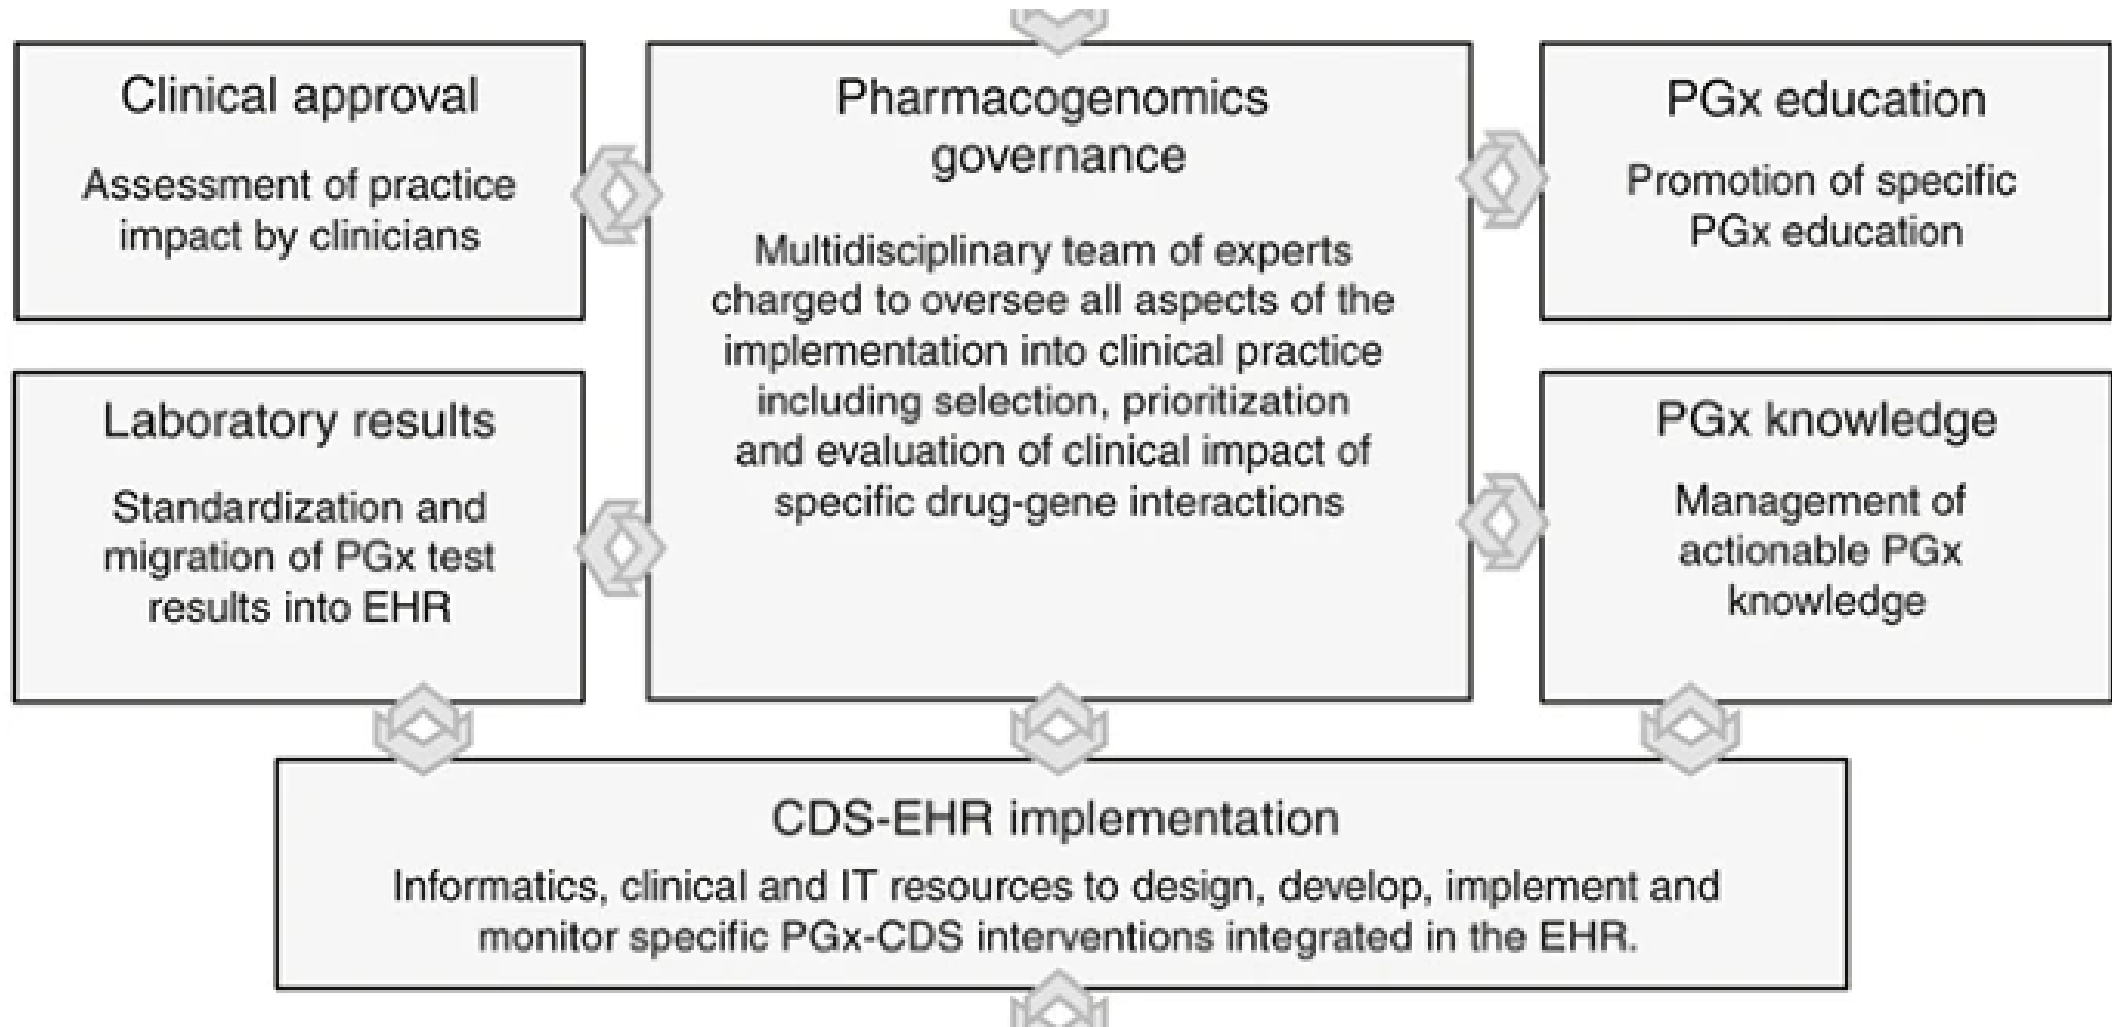 Clinical approval
Assessment of practice
impact by clinicians
Laboratory results
Standardization and
migration of PGx test
results into EHR
Pharmacogenomics
governance
Multidisciplinary team of experts
charged to oversee all aspects of the
implementation into clinical practice
including selection, prioritization
and evaluation of clinical impact of
specific drug-gene interactions
PGx education
Promotion of specific
PGx education
PGx knowledge
Management of
actionable PGx
knowledge
CDS-EHR implementation
Informatics, clinical and IT resources to design, develop, implement and
monitor specific PGx-CDS interventions integrated in the EHR.